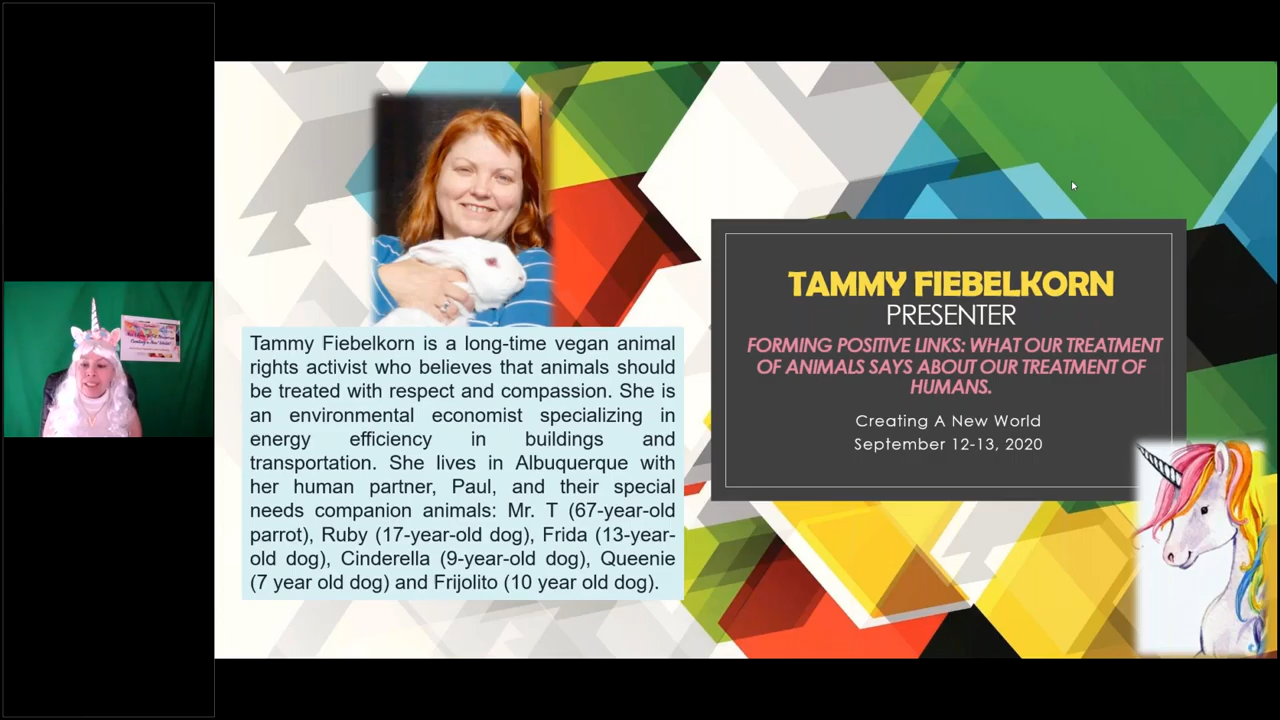 Tammy Fiebelkorn is a long-time vegan animal
rights activist who believes that animals should
be treated with respect and compassion. She is
an environmental economist specializing in
energy efficiency in buildings and
transportation. She lives in Albuquerque with
her human partner, Paul, and their special
needs companion animals: Mr. T (67-year-old
parrot), Ruby (17-year-old dog), Frida (13-year-
old dog), Cinderella (9-year-old dog), Queenie
(7 year old dog) and Frijolito (10 year old dog).
TAMMY FIEBELKORN
PRESENTER
FORMING POSITIVE LINKS: WHAT OUR TREATMENT
OF ANIMALS SAYS ABOUT OUR TREATMENT OF
HUMANS.
Creating A New World
September 12-13, 2020